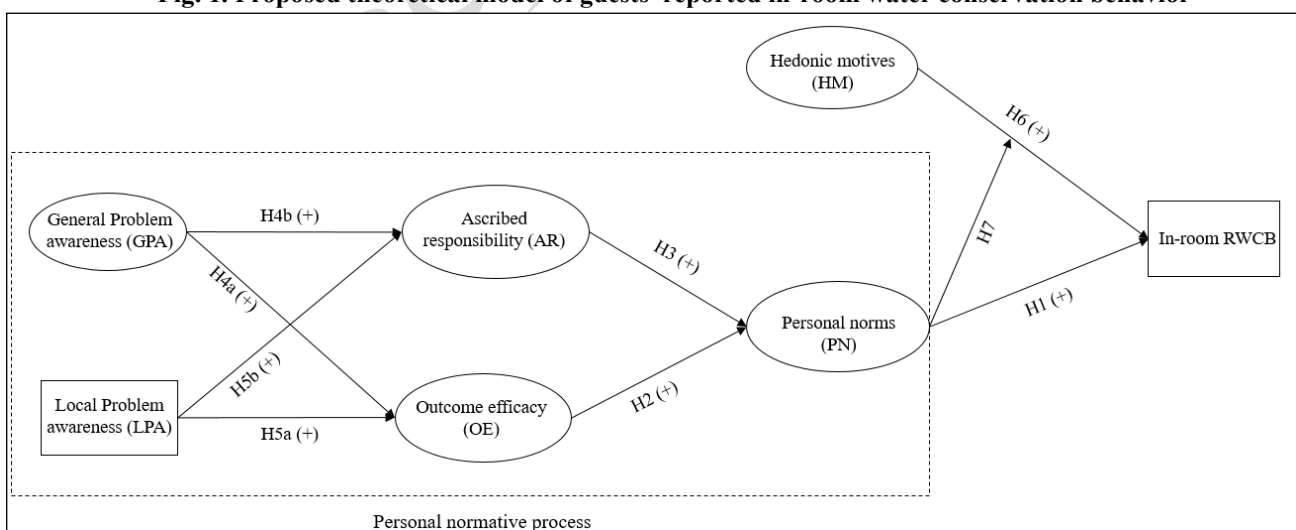 Fig. 1. Proposed theoretical model of guests' reported in-room water conservation behavior
Hedonic motives
(HM)
H6 (+)
General Problem
awareness (GPA)
H4b (+)
Ascribed
responsibility (AR)
H3 (+)
H7
In-room RWCB
H4a (+)
H1 (+)
Personal norms
(PN)
H5b (+)
Local Problem
awareness (LPA)
H5a (+)
Outcome efficacy
(OE)
H2 (+)
Personal normative process